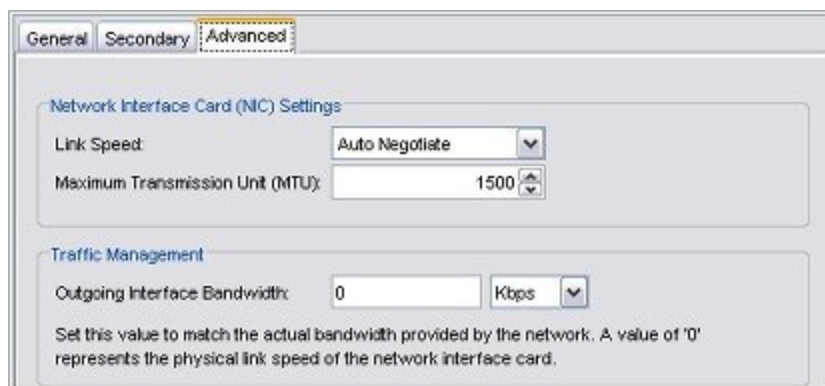 General Secondary Advanced
Network Interface Card (NIC) Settings
Link Speed: Auto Negotiate
Maximum Transmission Unit (MTU): 1500
Traffic Management
Outgoing Interface Bandwidth: 0 Kbps
Set this value to match the actual bandwidth provided by the network. A value of '0'
represents the physical link speed of the network interface card.